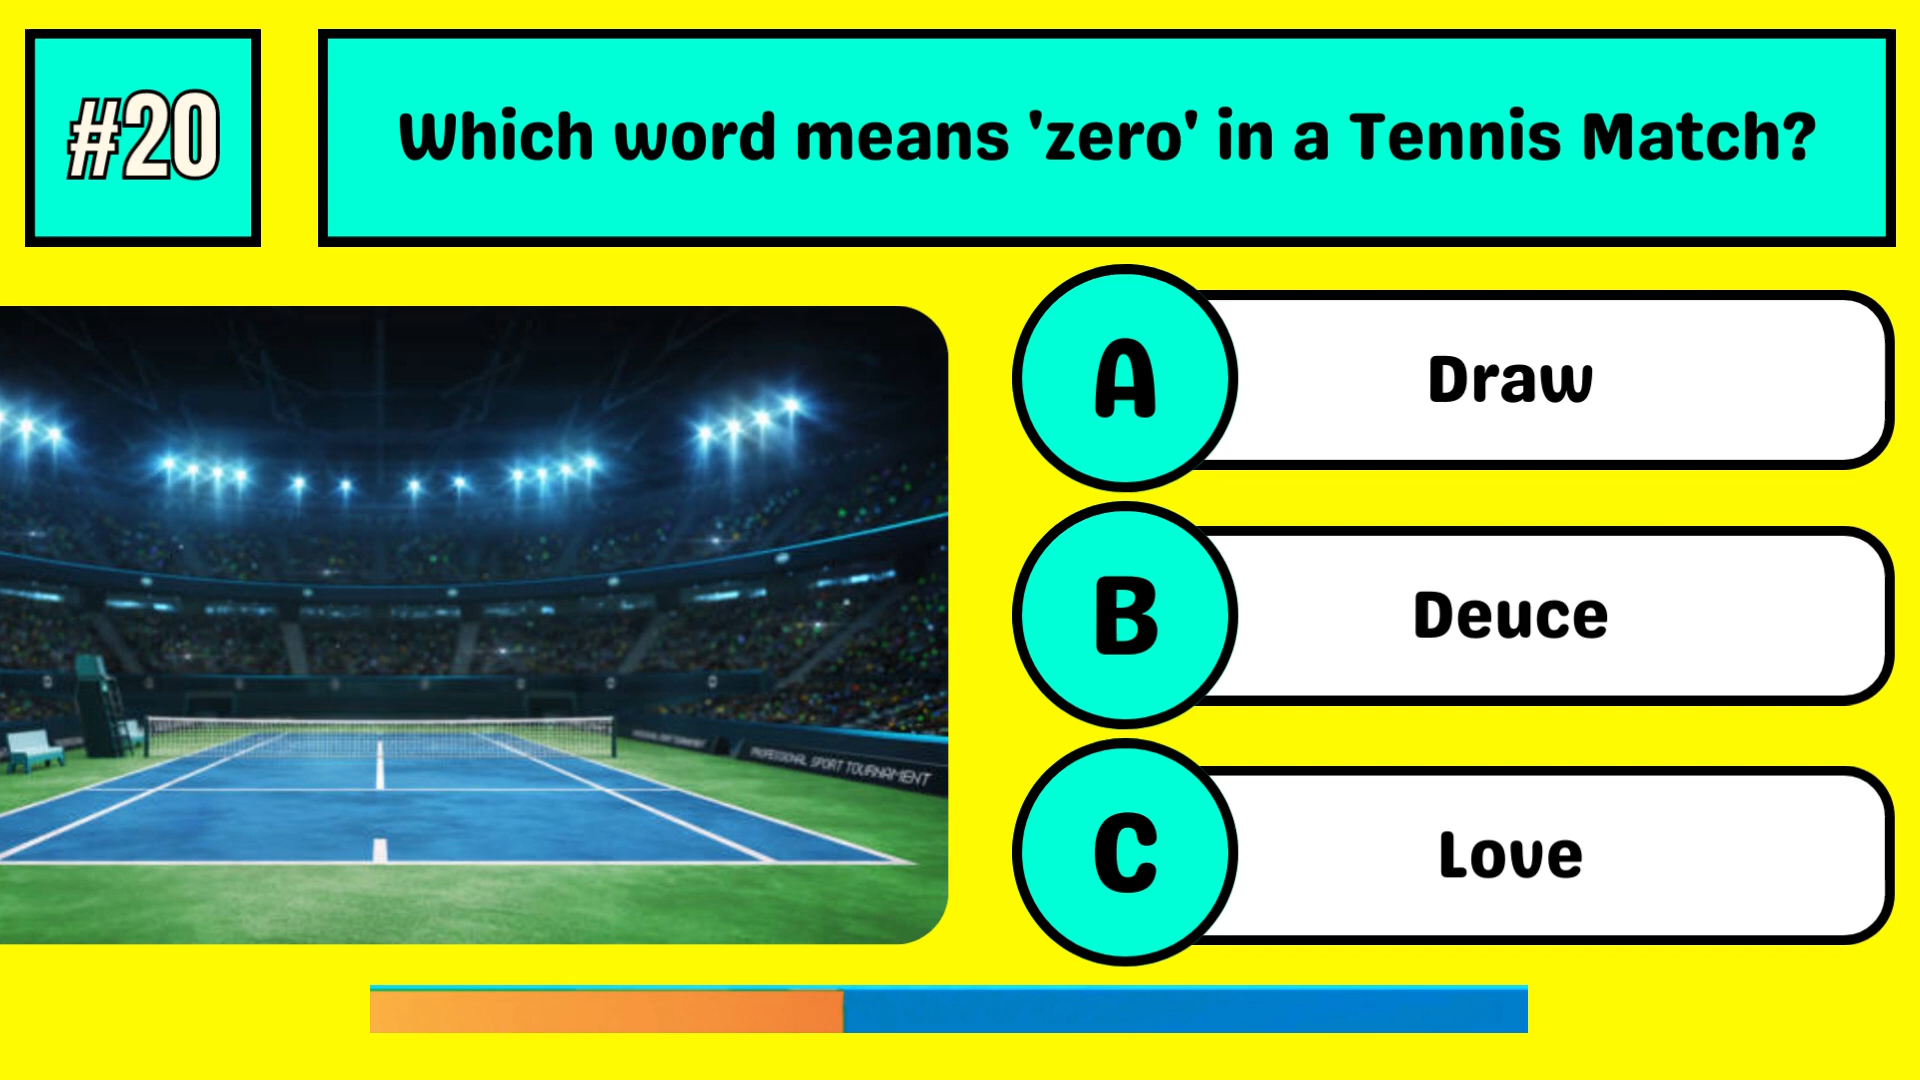 #20
Which word means 'zero' in a Tennis Match?
A
Draw
B
Deuce
C
Love
PROFESSIONAL SPORT TOURNAMENT